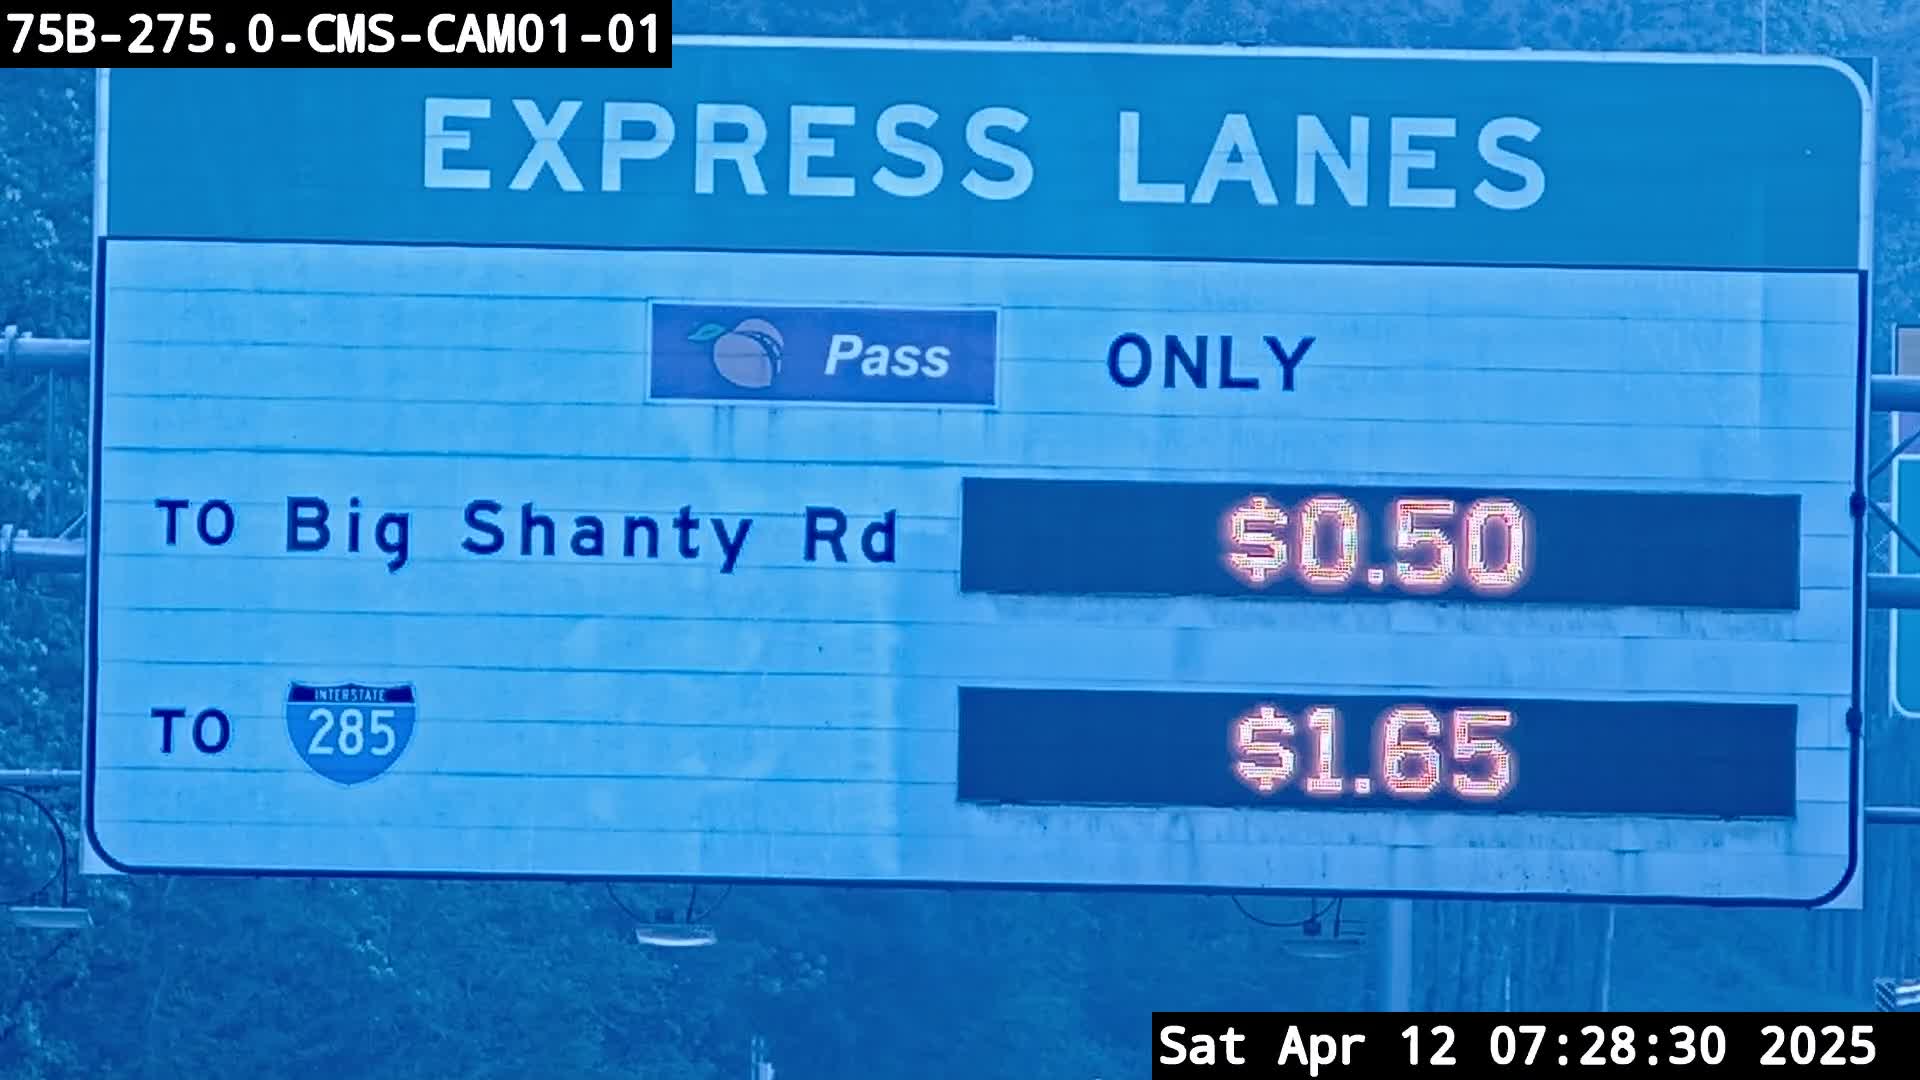 75B-275.0-CMS-CAM01-01
EXPRESS LANES
Pass ONLY
TO Big Shanty Rd $0.50
TO INTERSTATE 285 $1.65
Sat Apr 12 07:28:30 2025